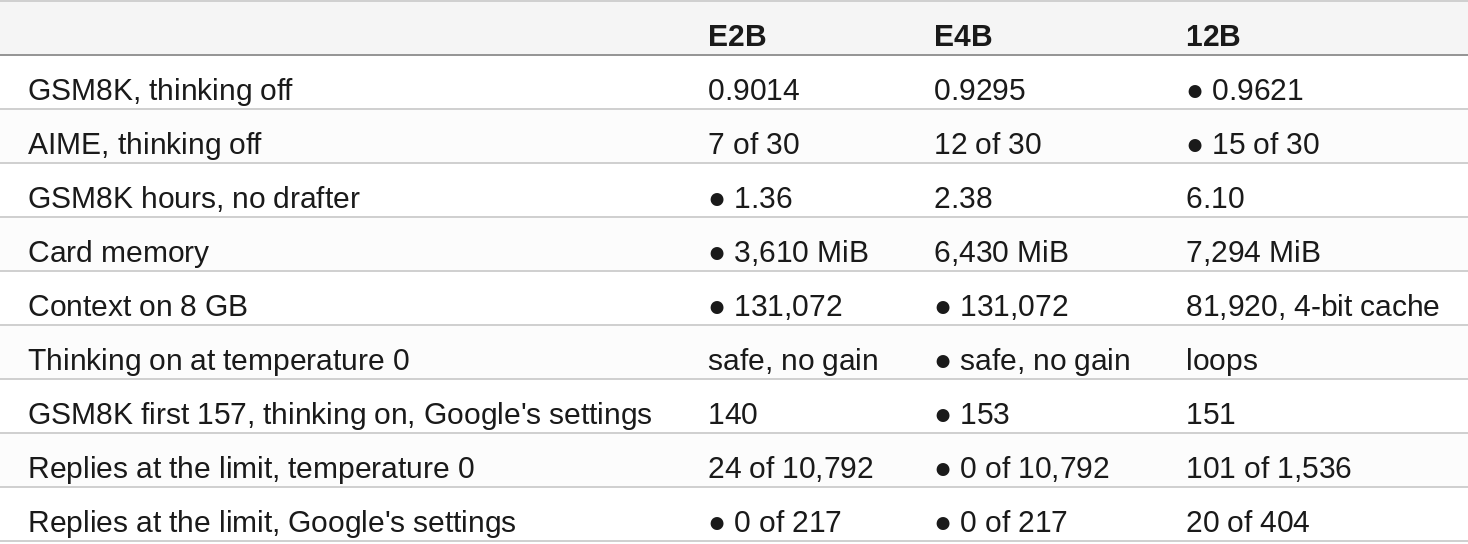 E2B E4B 12B
GSM8K, thinking off 0.9014 0.9295 ● 0.9621
AIME, thinking off 7 of 30 12 of 30 ● 15 of 30
GSM8K hours, no drafter ● 1.36 2.38 6.10
Card memory ● 3,610 MiB 6,430 MiB 7,294 MiB
Context on 8 GB ● 131,072 ● 131,072 81,920, 4-bit cache
Thinking on at temperature 0 safe, no gain ● safe, no gain loops
GSM8K first 157, thinking on, Google's settings 140 ● 153 151
Replies at the limit, temperature 0 24 of 10,792 ● 0 of 10,792 101 of 1,536
Replies at the limit, Google's settings ● 0 of 217 ● 0 of 217 20 of 404